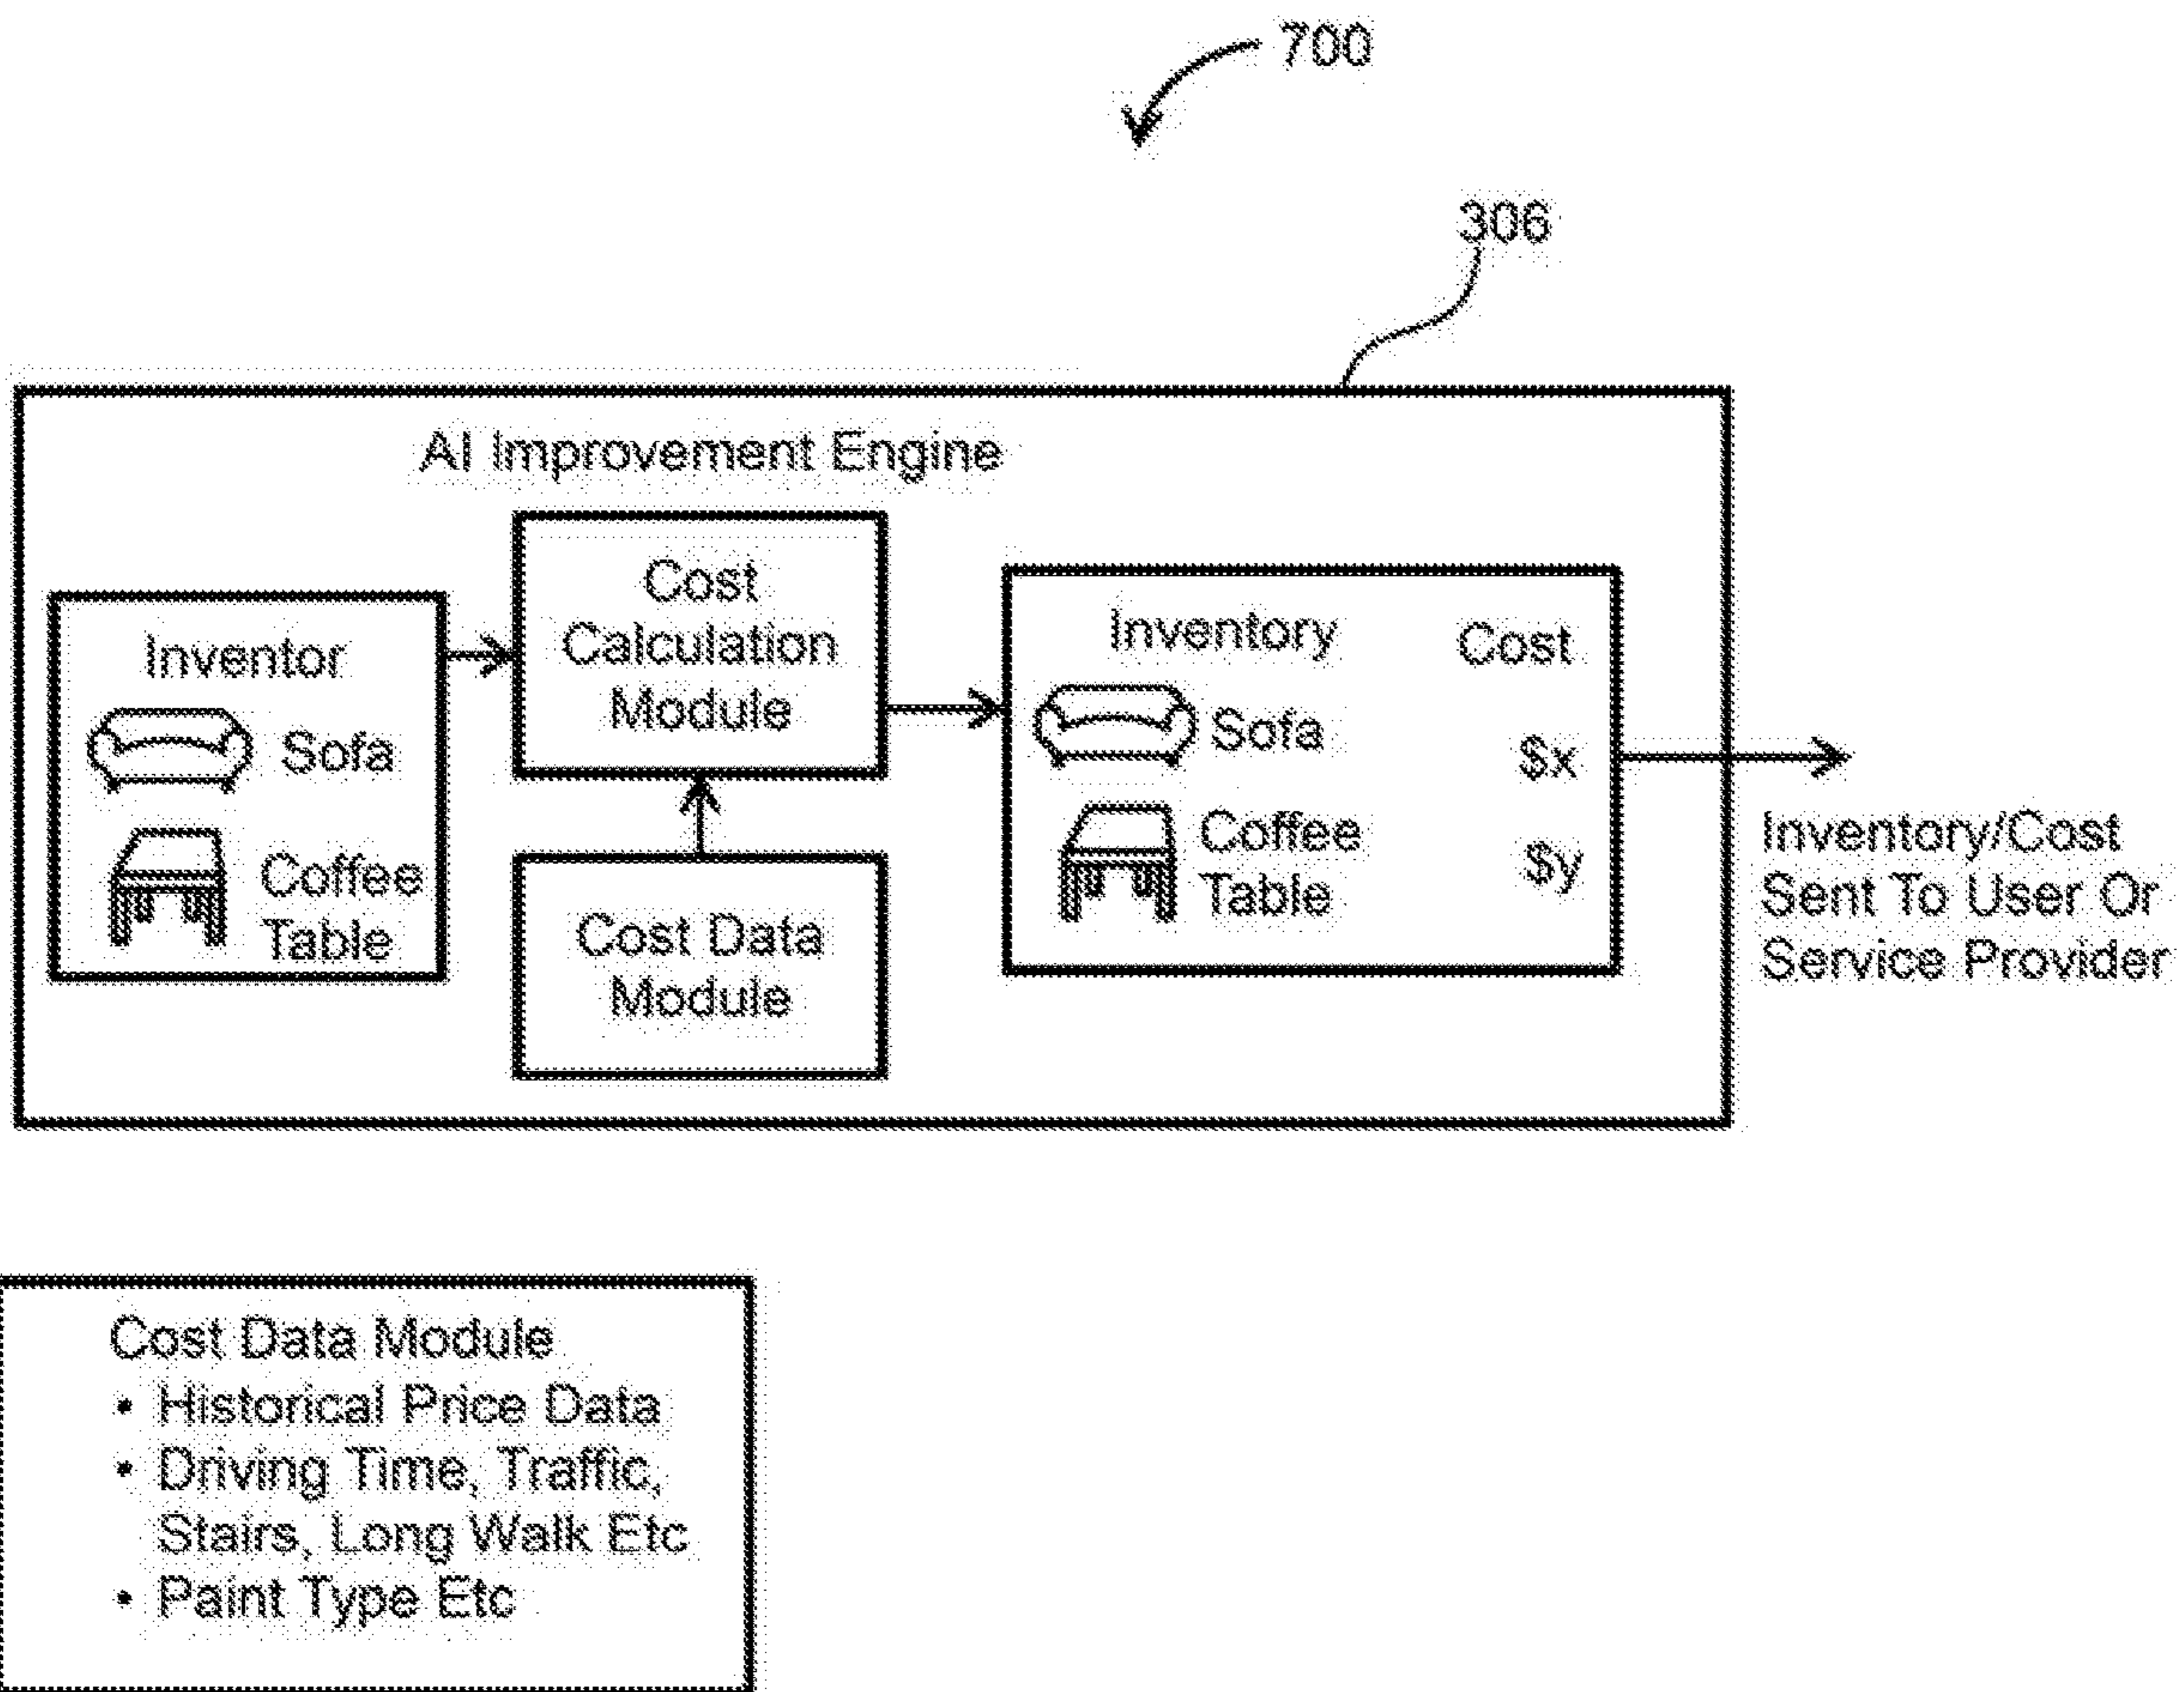 700
306
AI Improvement Engine
Inventor
Sofa
Coffee
Table
Cost
Calculation
Module
Cost Data
Module
Inventory
Cost
Sofa
$x
Coffee
Table
$y
Inventory/Cost
Sent To User Or
Service Provider
Cost Data Module
• Historical Price Data
• Driving Time, Traffic,
Stairs, Long Walk Etc
• Paint Type Etc